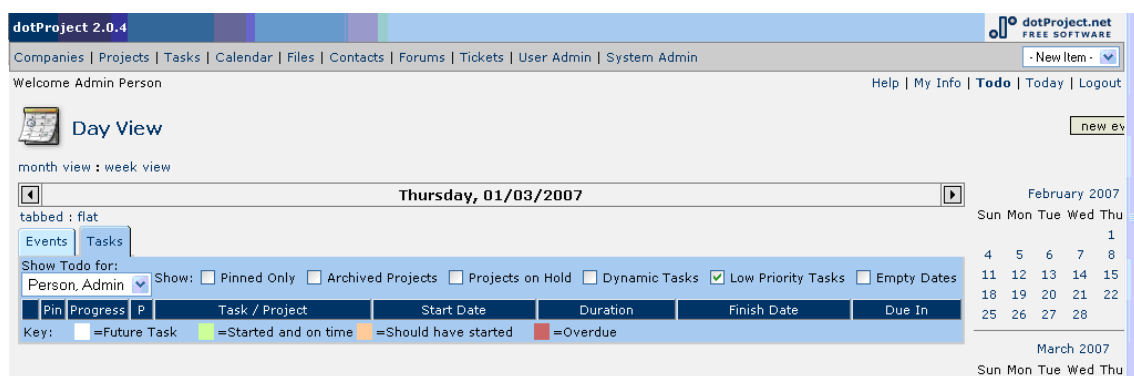 dotProject 2.0.4
dotProject.net
FREE SOFTWARE
Companies | Projects | Tasks | Calendar | Files | Contacts | Forums | Tickets | User Admin | System Admin
- New Item -
Welcome Admin Person
Help | My Info | Todo | Today | Logout
Day View
new ev
month view : week view
Thursday, 01/03/2007
tabbed : flat
Events Tasks
Show Todo for:
Person, Admin
Show: Pinned Only Archived Projects Projects on Hold Dynamic Tasks Low Priority Tasks Empty Dates
Pin Progress P Task / Project Start Date Duration Finish Date Due In
Key: =Future Task =Started and on time =Should have started =Overdue
February 2007
Sun Mon Tue Wed Thu
1
4 5 6 7 8
11 12 13 14 15
18 19 20 21 22
25 26 27 28
March 2007
Sun Mon Tue Wed Thu